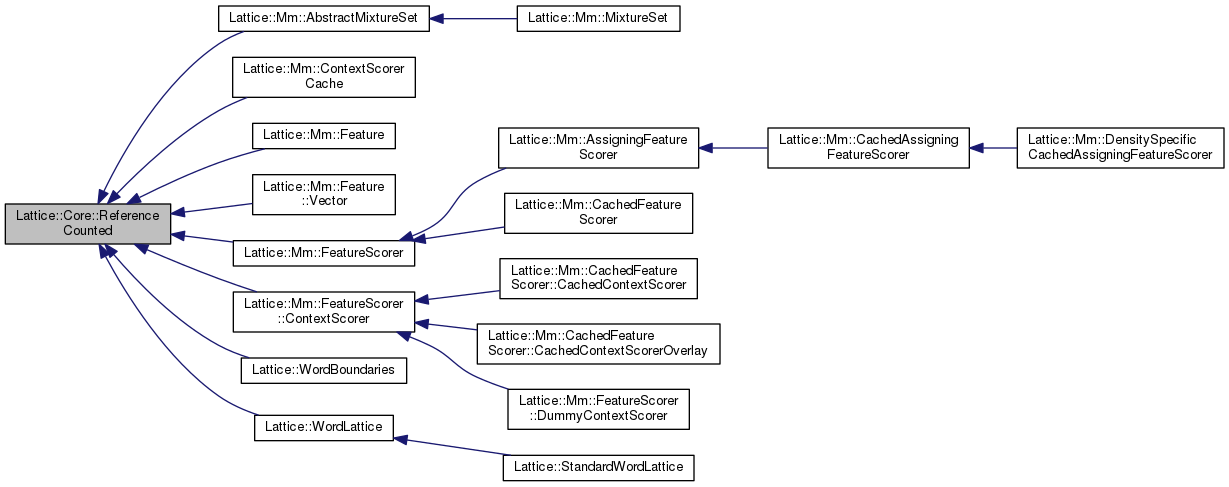 Lattice::Core::Reference
Counted
Lattice::Mm::AbstractMixtureSet
Lattice::Mm::MixtureSet
Lattice::Mm::ContextScorer
Cache
Lattice::Mm::Feature
Lattice::Mm::Feature
::Vector
Lattice::Mm::FeatureScorer
Lattice::Mm::AssigningFeature
Scorer
Lattice::Mm::CachedAssigning
FeatureScorer
Lattice::Mm::DensitySpecific
CachedAssigningFeatureScorer
Lattice::Mm::CachedFeature
Scorer
Lattice::Mm::FeatureScorer
::ContextScorer
Lattice::Mm::CachedFeature
Scorer::CachedContextScorer
Lattice::Mm::CachedFeature
Scorer::CachedContextScorerOverlay
Lattice::Mm::FeatureScorer
::DummyContextScorer
Lattice::WordBoundaries
Lattice::WordLattice
Lattice::StandardWordLattice